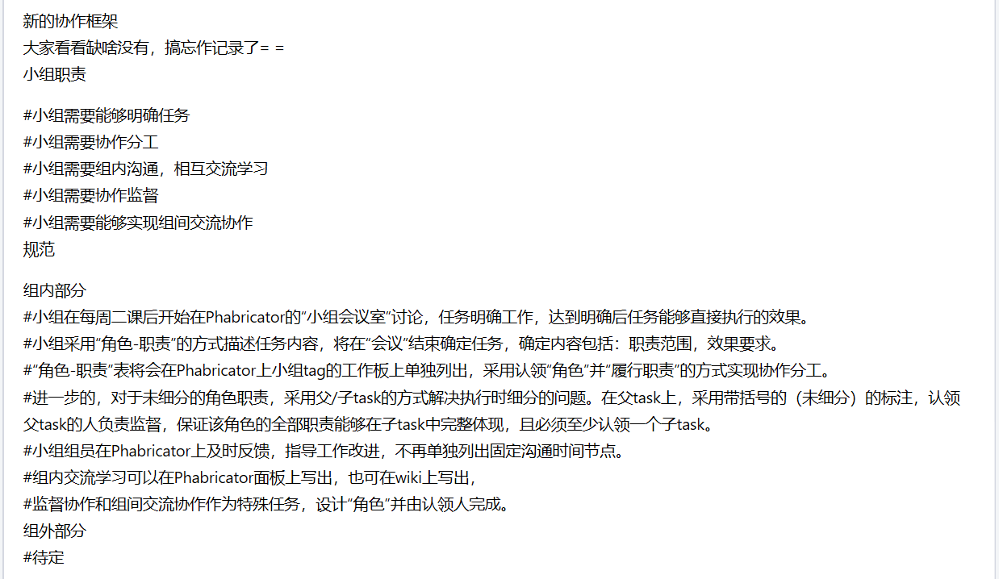 新的协作框架
大家看看缺啥没有，搞忘作记录了= =
小组职责
#小组需要能够明确任务
#小组需要协作分工
#小组需要组内沟通，相互交流学习
#小组需要协作监督
#小组需要能够实现组间交流协作
规范
组内部分
#小组在每周二课后开始在Phabricator的“小组会议室”讨论，任务明确工作，达到明确后任务能够直接执行的效果。
#小组采用“角色-职责”的方式描述任务内容，将在“会议”结束确定任务，确定内容包括：职责范围，效果要求。
#“角色-职责”表将会在Phabricator上小组tag的工作板上单独列出，采用认领“角色”并“履行职责”的方式实现协作分工。
#进一步的，对于未细分的角色职责，采用父/子task的方式解决执行时细分的问题。在父task上，采用带括号的（未细分）的标注，认领
父task的人负责监督，保证该角色的全部职责能够在子task中完整体现，且必须至少认领一个子task。
#小组组员在Phabricator上及时反馈，指导工作改进，不再单独列出固定沟通时间节点。
#组内交流学习可以在Phabricator面板上写出，也可在wiki上写出，
#监督协作和组间交流协作作为特殊任务，设计“角色”并由认领人完成。
组外部分
#待定